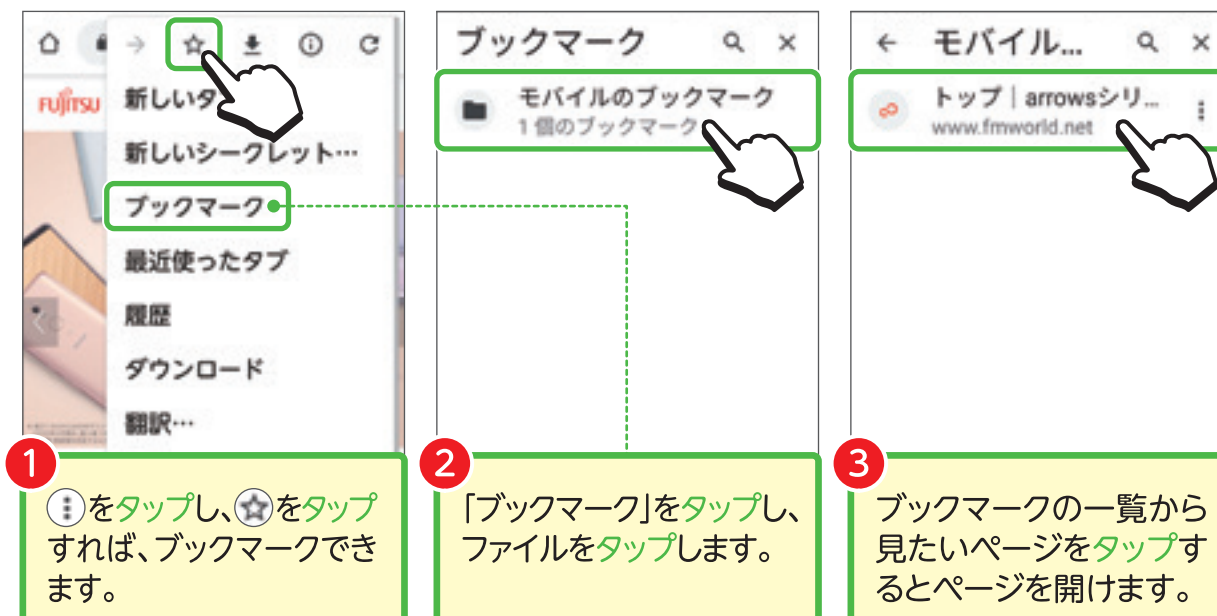 FUJITSU
新しいタ
新しいシークレット…
ブックマーク
最近使ったタブ
履歴
ダウンロード
翻訳…
1
⋮をタップし、☆をタップ
すれば、ブックマークでき
ます。
ブックマーク
モバイルのブックマーク
1個のブックマーク
2
「ブックマーク」をタップし、
ファイルをタップします。
モバイル...
トップ｜arrowsシリ...
www.fmworld.net
3
ブックマークの一覧から
見たいページをタップす
るとページを開けます。